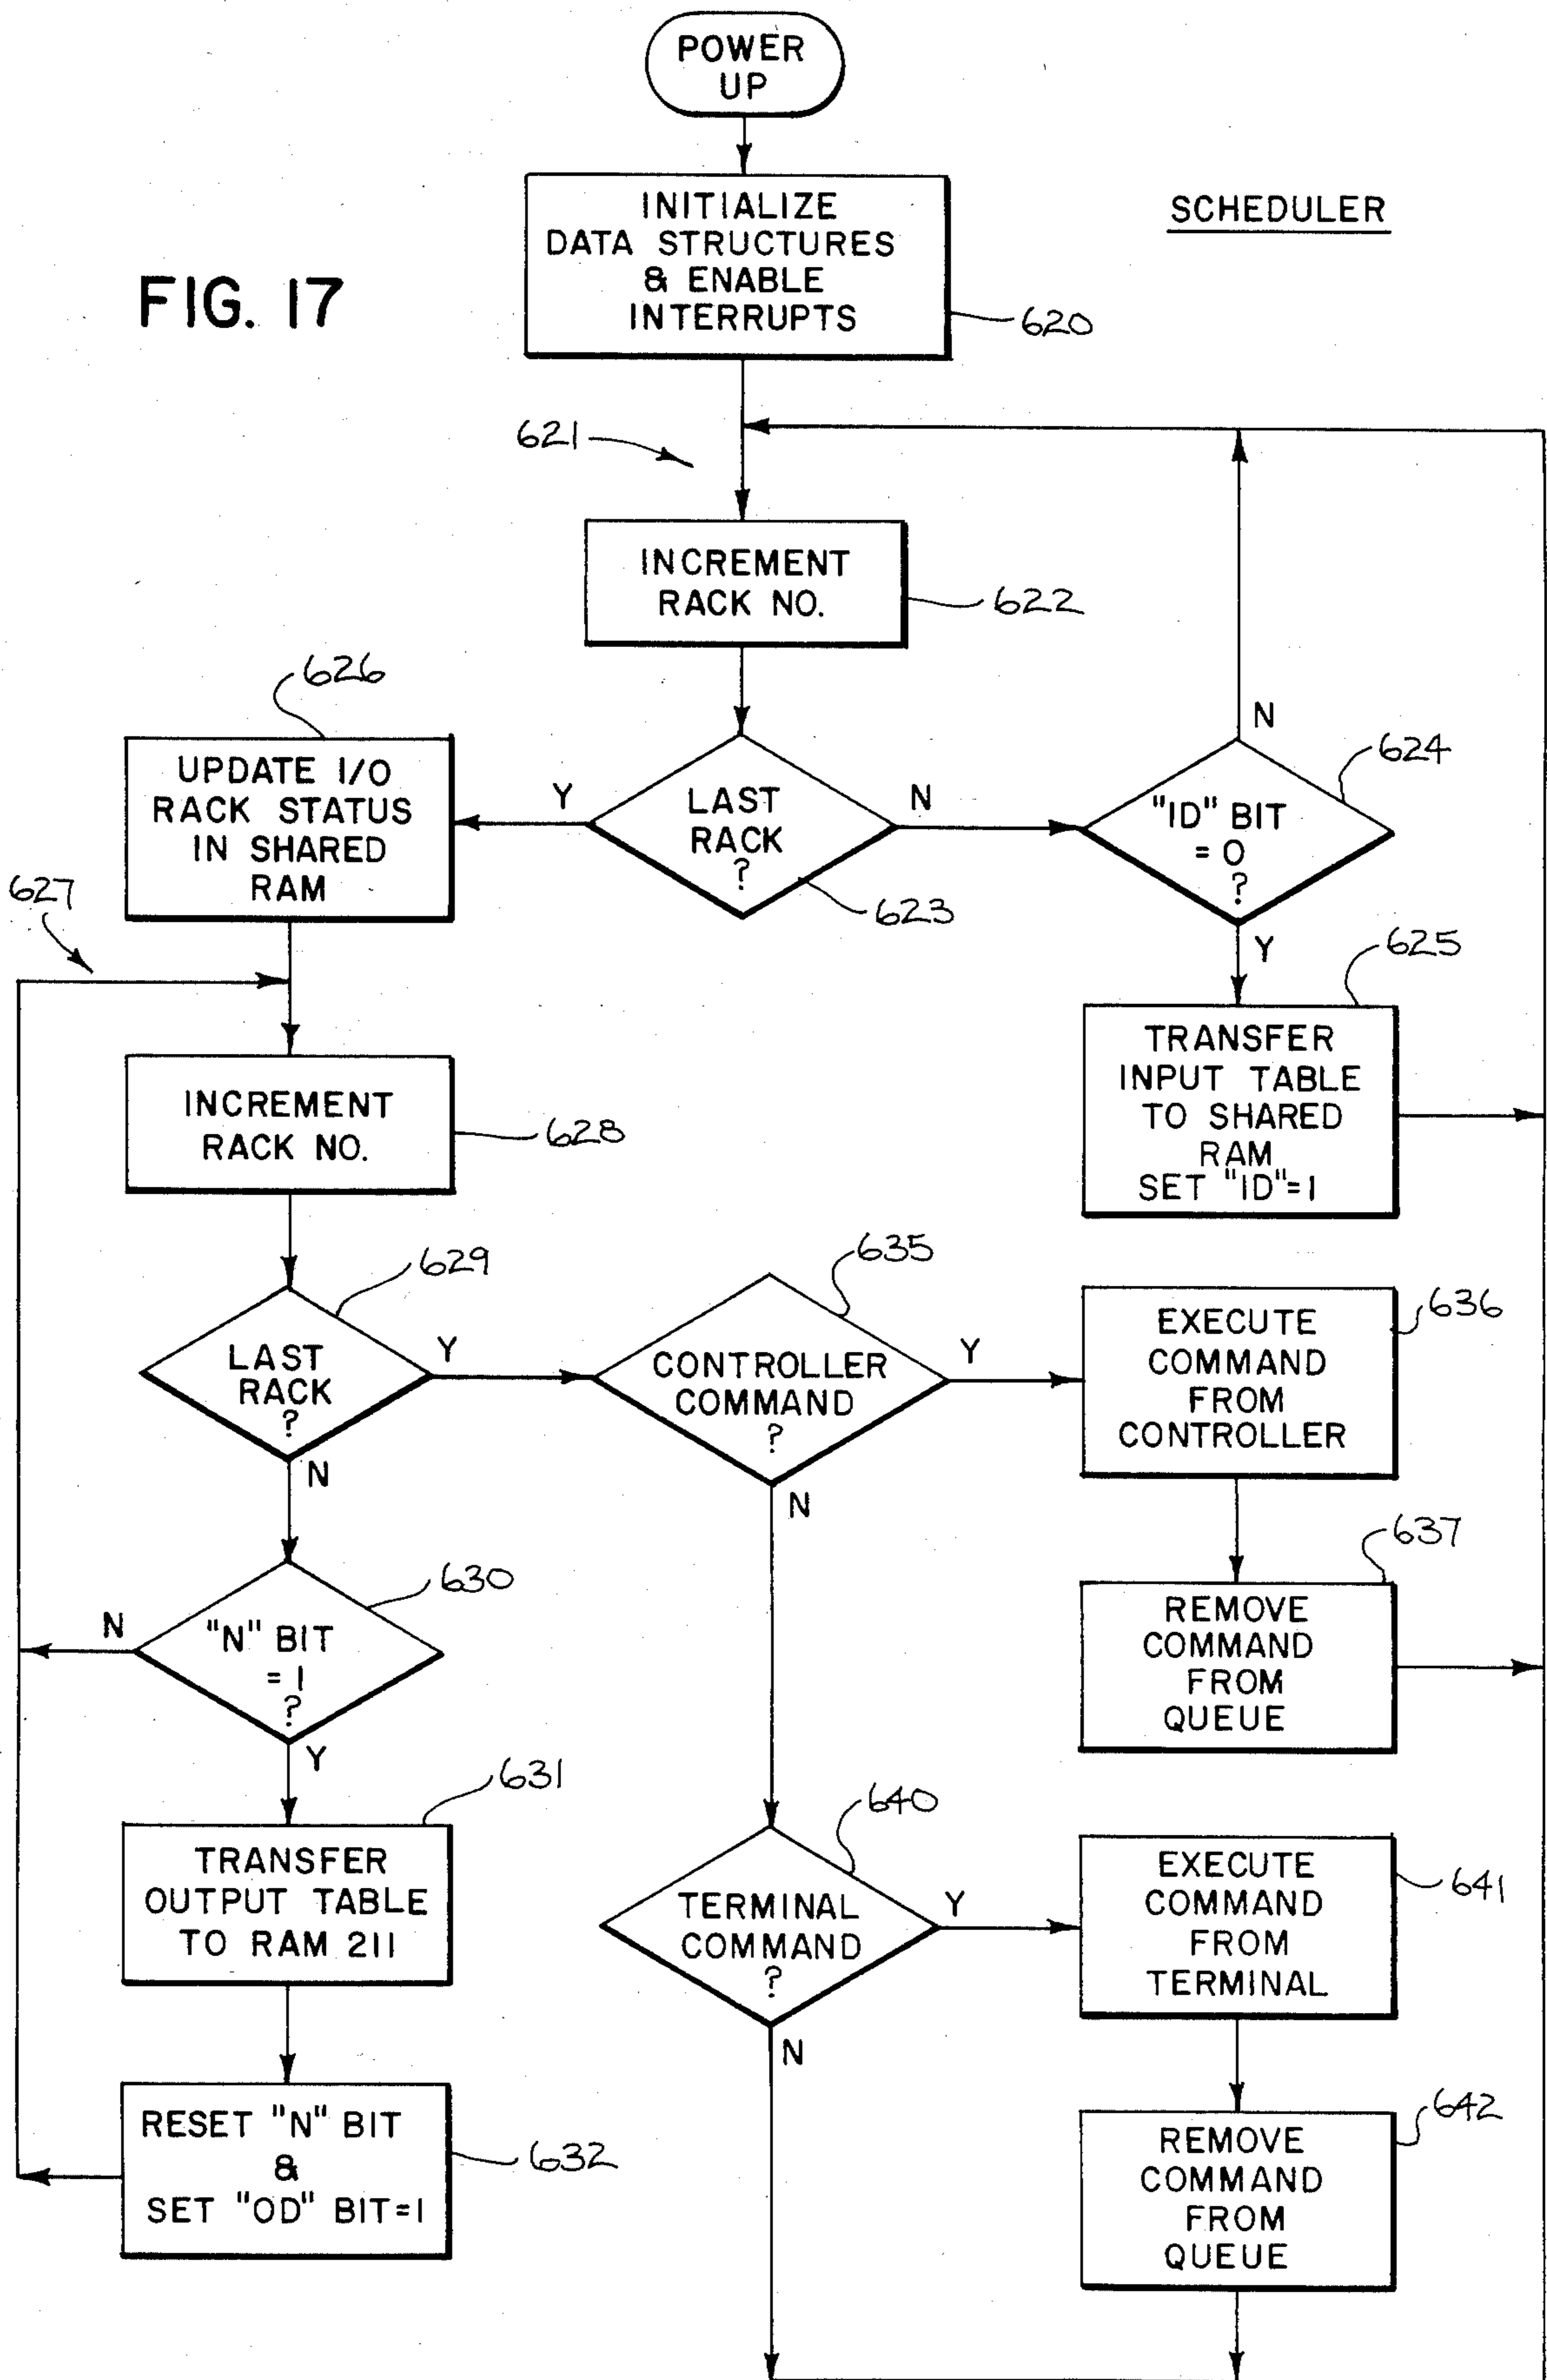 POWER
UP
INITIALIZE
DATA STRUCTURES
& ENABLE
INTERRUPTS
620
SCHEDULER
FIG. 17
621
INCREMENT
RACK NO.
622
626
UPDATE I/O
RACK STATUS
IN SHARED
RAM
Y
LAST
RACK
?
623
N
N
624
"ID" BIT
= 0
?
Y
625
TRANSFER
INPUT TABLE
TO SHARED
RAM
SET "ID"=1
627
INCREMENT
RACK NO.
628
629
LAST
RACK
?
Y
N
635
CONTROLLER
COMMAND
?
Y
N
636
EXECUTE
COMMAND
FROM
CONTROLLER
637
REMOVE
COMMAND
FROM
QUEUE
630
N
"N" BIT
= 1
?
Y
631
TRANSFER
OUTPUT TABLE
TO RAM 211
640
TERMINAL
COMMAND
?
Y
N
641
EXECUTE
COMMAND
FROM
TERMINAL
RESET "N" BIT
&
SET "OD" BIT=1
632
642
REMOVE
COMMAND
FROM
QUEUE